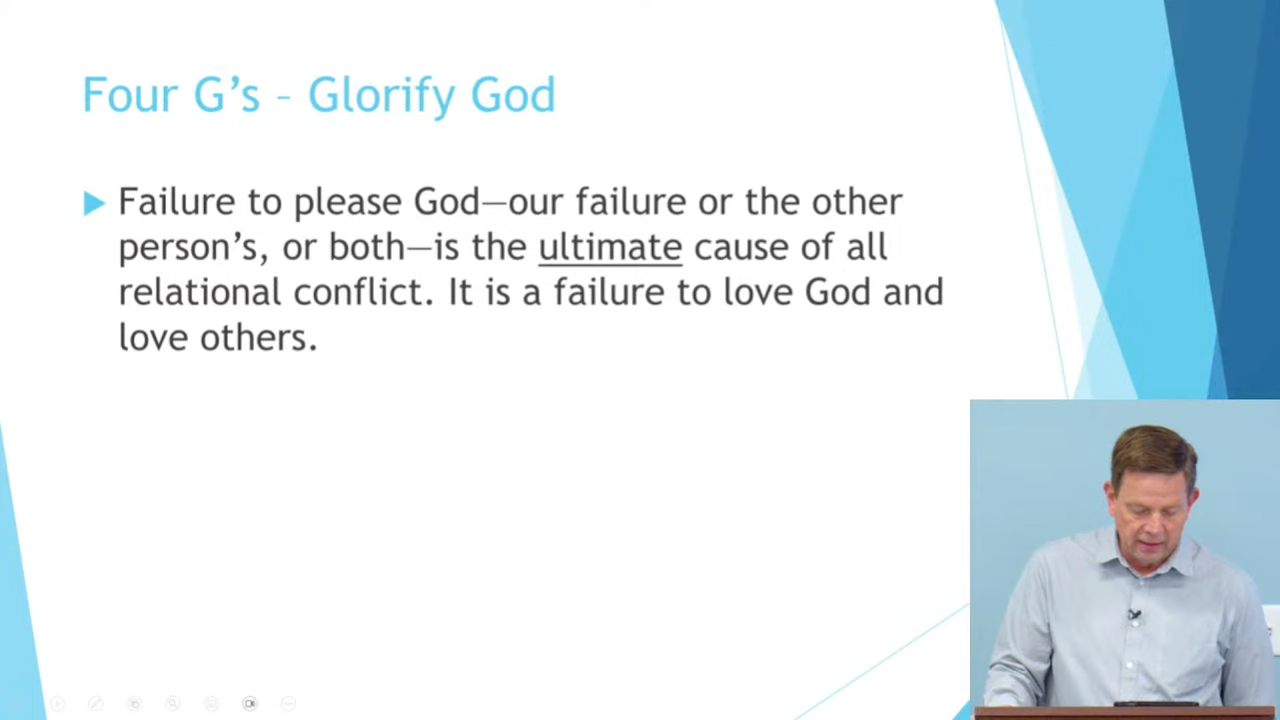 Four G’s – Glorify God
Failure to please God—our failure or the other
person’s, or both—is the ultimate cause of all
relational conflict. It is a failure to love God and
love others.